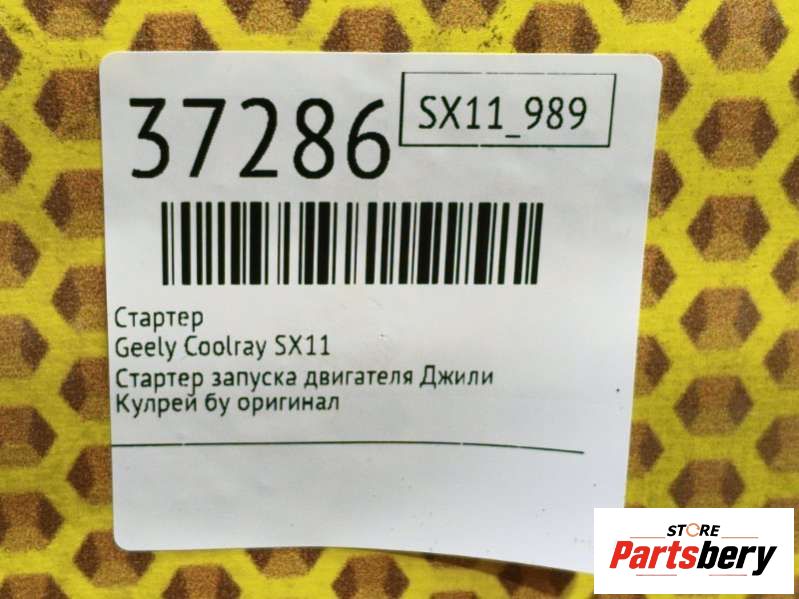 37286
SX11_989
Стартер
Geely Coolray SX11
Стартер запуска двигателя Джили
Кулрей бу оригинал
STORE
Partsbery